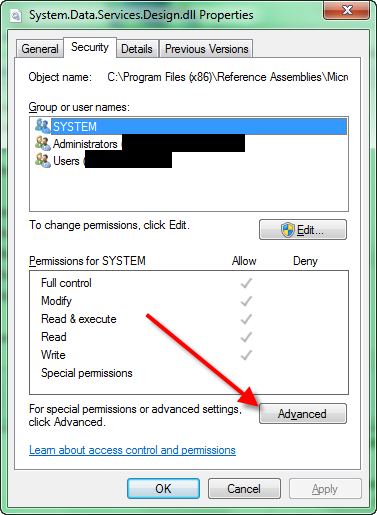 System.Data.Services.Design.dll Properties
General Security Details Previous Versions
Object name: C:\Program Files (x86)\Reference Assemblies\Micro
Group or user names:
SYSTEM
Administrators (
Users (
To change permissions, click Edit.
Edit...
Permissions for SYSTEM Allow Deny
Full control
Modify
Read & execute
Read
Write
Special permissions
For special permissions or advanced settings,
click Advanced.
Advanced
Learn about access control and permissions
OK Cancel Apply